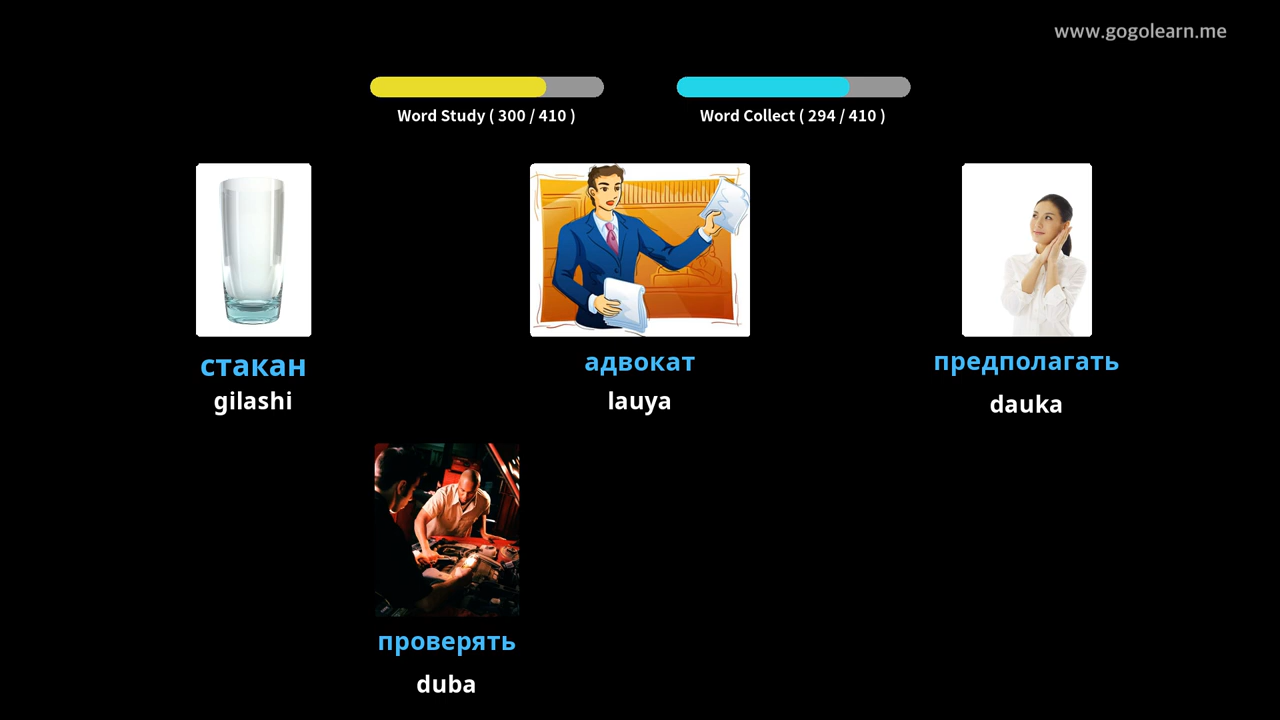 www.gogolearn.me
Word Study ( 300 / 410 )
Word Collect ( 294 / 410 )
стакан
gilashi
адвокат
lauya
предполагать
dauka
проверять
duba